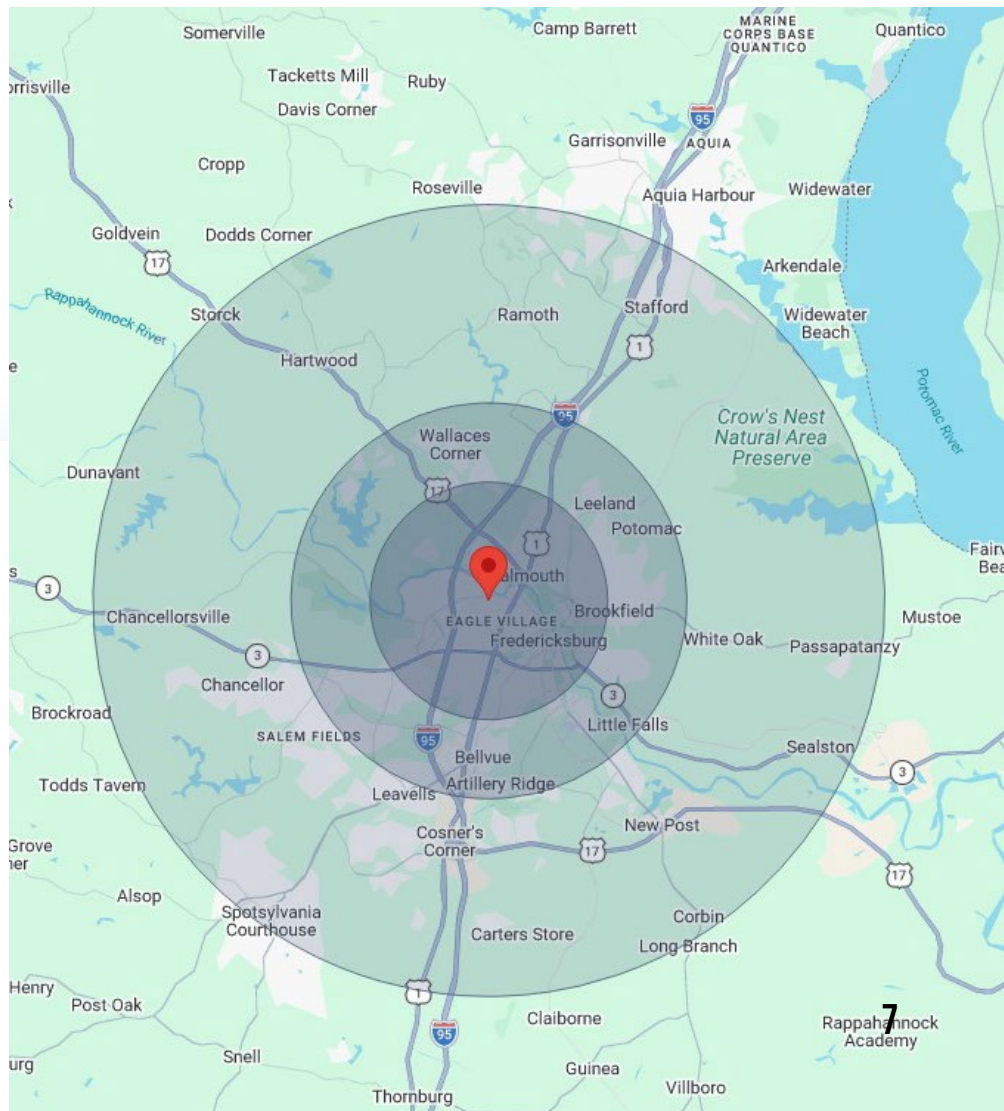 Somerville
Camp Barrett
MARINE
CORPS BASE
QUANTICO
Quantico
orrisville
Tacketts Mill
Ruby
Davis Corner
95
Garrisonville
AQUIA
Cropp
Roseville
Aquia Harbour
Widewater
Goldvein
Dodds Corner
17
Arkendale
Rappahannock River
Storck
Ramoth
Stafford
Widewater
Beach
1
Hartwood
e
Potomac River
95
Crow's Nest
Natural Area
Preserve
Wallaces
Corner
Dunavant
17
Leeland
Potomac
1
Fairv
Bea
s
3
almouth
Chancellorsville
EAGLE VILLAGE
Brookfield
Mustoe
Fredericksburg
White Oak
Passapatanzy
3
Chancellor
3
Brockroad
Little Falls
SALEM FIELDS
95
Sealston
Bellvue
3
Todds Tavern
Leavells
Artillery Ridge
Cosner's
Corner
New Post
17
Grove
ner
17
Alsop
Spotsylvania
Courthouse
Corbin
Carters Store
Long Branch
Henry
1
Post Oak
7
Claiborne
Rappahannock
Academy
95
Snell
urg
Guinea
Villboro
Thornburg